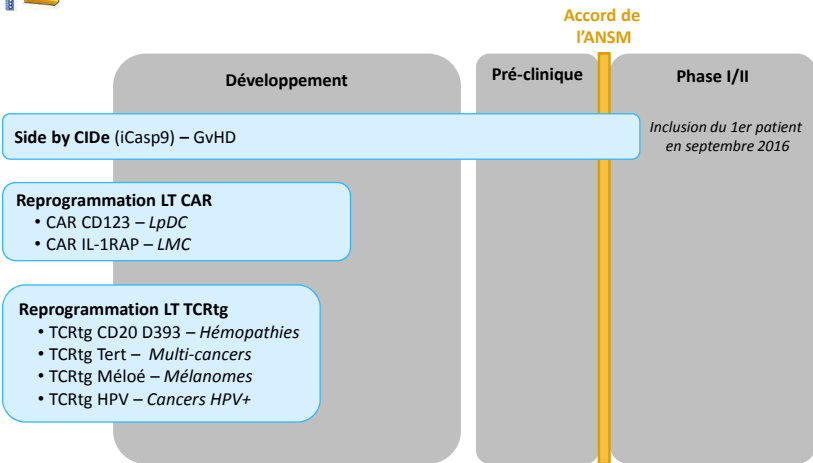 Accord de
l'ANSM
Développement
Pré-clinique
Phase I/II
Side by CIDe (iCasp9) – GvHD
Inclusion du 1er patient
en septembre 2016
Reprogrammation LT CAR
• CAR CD123 – LpDC
• CAR IL-1RAP – LMC
Reprogrammation LT TCRtg
• TCRtg CD20 D393 – Hémopathies
• TCRtg Tert – Multi-cancers
• TCRtg Méloé – Mélanomes
• TCRtg HPV – Cancers HPV+